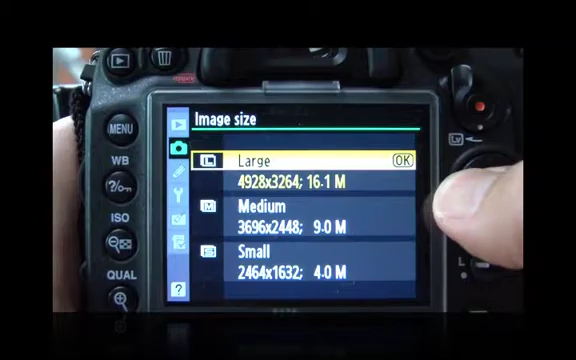 Image size
MENU
Large
OK
4928x3264; 16.1 M
WB
?/
Medium
3696x2448; 9.0 M
ISO
Small
2464x1632; 4.0 M
QUAL
?
Lv
L